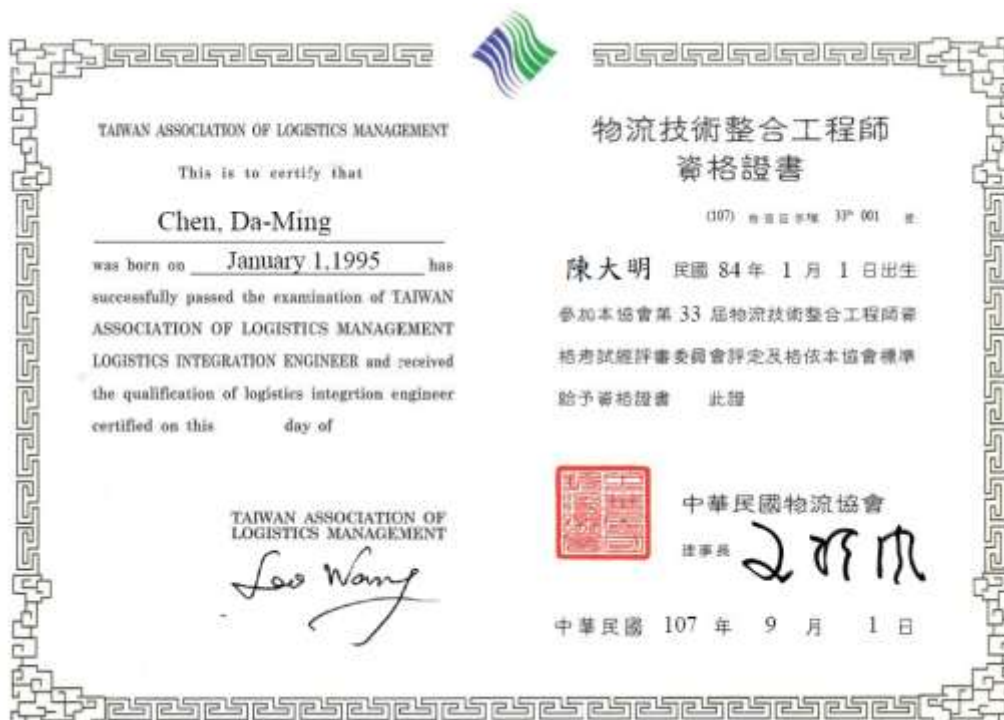 TAIWAN ASSOCIATION OF LOGISTICS MANAGEMENT
This is to certify that
Chen, Da-Ming
was born on January 1,1995 has
successfully passed the examination of TAIWAN
ASSOCIATION OF LOGISTICS MANAGEMENT
LOGISTICS INTEGRATION ENGINEER and received
the qualification of logistics integrtion engineer
certified on this day of
TAIWAN ASSOCIATION OF
LOGISTICS MANAGEMENT
Leo Wang
物流技術整合工程師
資格證書
(107) 33P 001 號
陳大明 民國 84 年 1 月 1 日出生
參加本協會第 33 屆物流技術整合工程師資
格考試經評審委員會評定及格依本協會標準
給予資格證書 此證
中華民國物流協會
理事長
中華民國 107 年 9 月 1 日